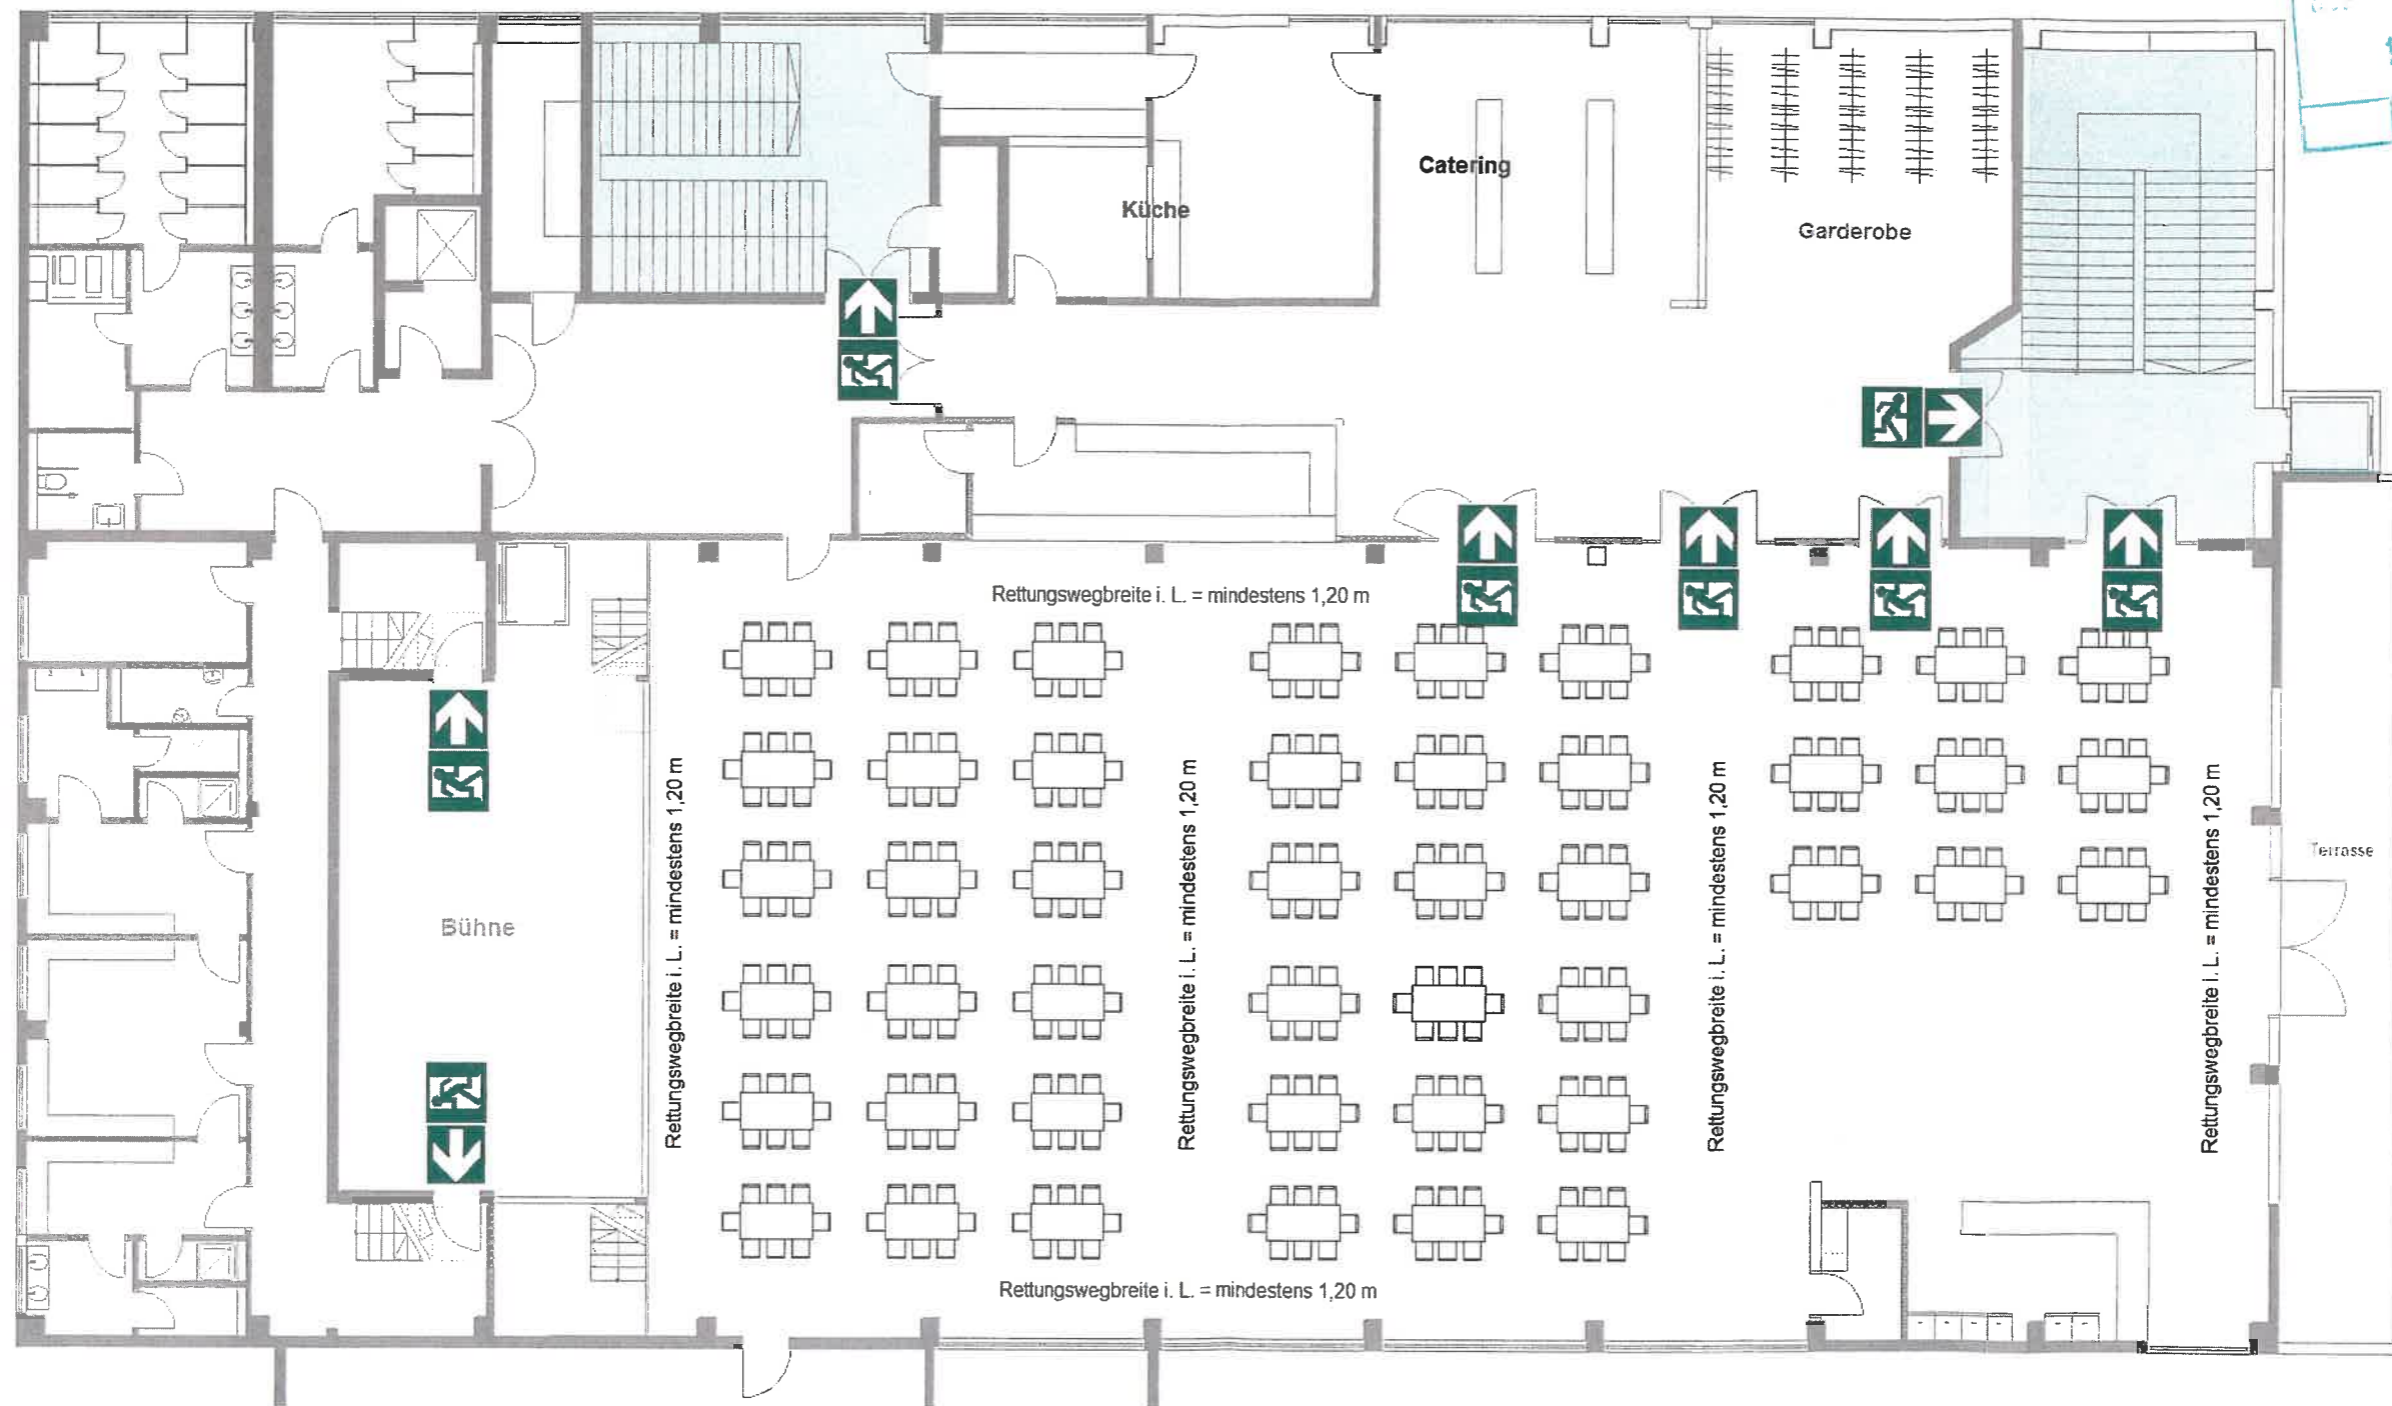 Catering
Küche
Garderobe
Rettungswegbreite i. L. = mindestens 1,20 m
Rettungswegbreite i. L. = mindestens 1,20 m
Rettungswegbreite i. L. = mindestens 1,20 m
Rettungswegbreite i. L. = mindestens 1,20 m
Rettungswegbreite i. L. = mindestens 1,20 m
Terrasse
Bühne
Rettungswegbreite i. L. = mindestens 1,20 m